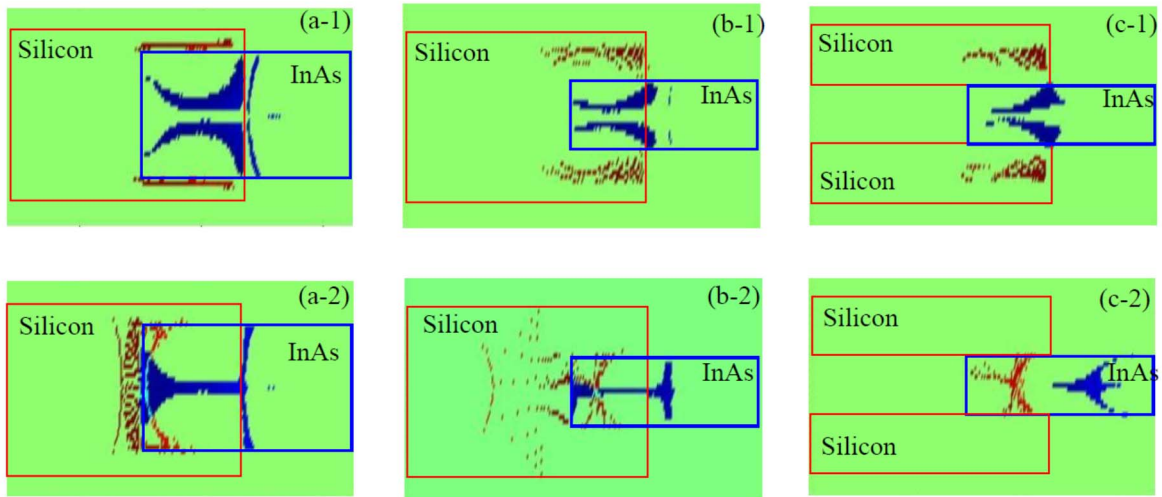 (a-1)
Silicon
InAs
(b-1)
Silicon
InAs
(c-1)
Silicon
InAs
Silicon
(a-2)
Silicon
InAs
(b-2)
Silicon
InAs
(c-2)
Silicon
InAs
Silicon